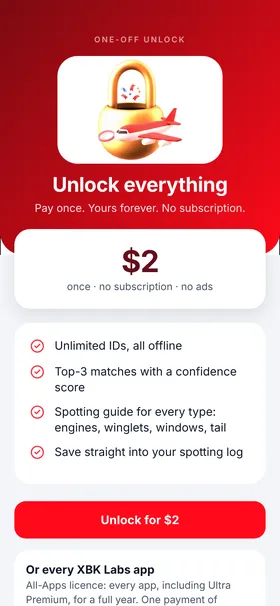 ONE-OFF UNLOCK
Unlock everything
Pay once. Yours forever. No subscription.
$2
once · no subscription · no ads
Unlimited IDs, all offline
Top-3 matches with a confidence
score
Spotting guide for every type:
engines, winglets, windows, tail
Save straight into your spotting log
Unlock for $2
Or every XBK Labs app
All-Apps licence: every app, including Ultra
Premium, for a full year. One payment of